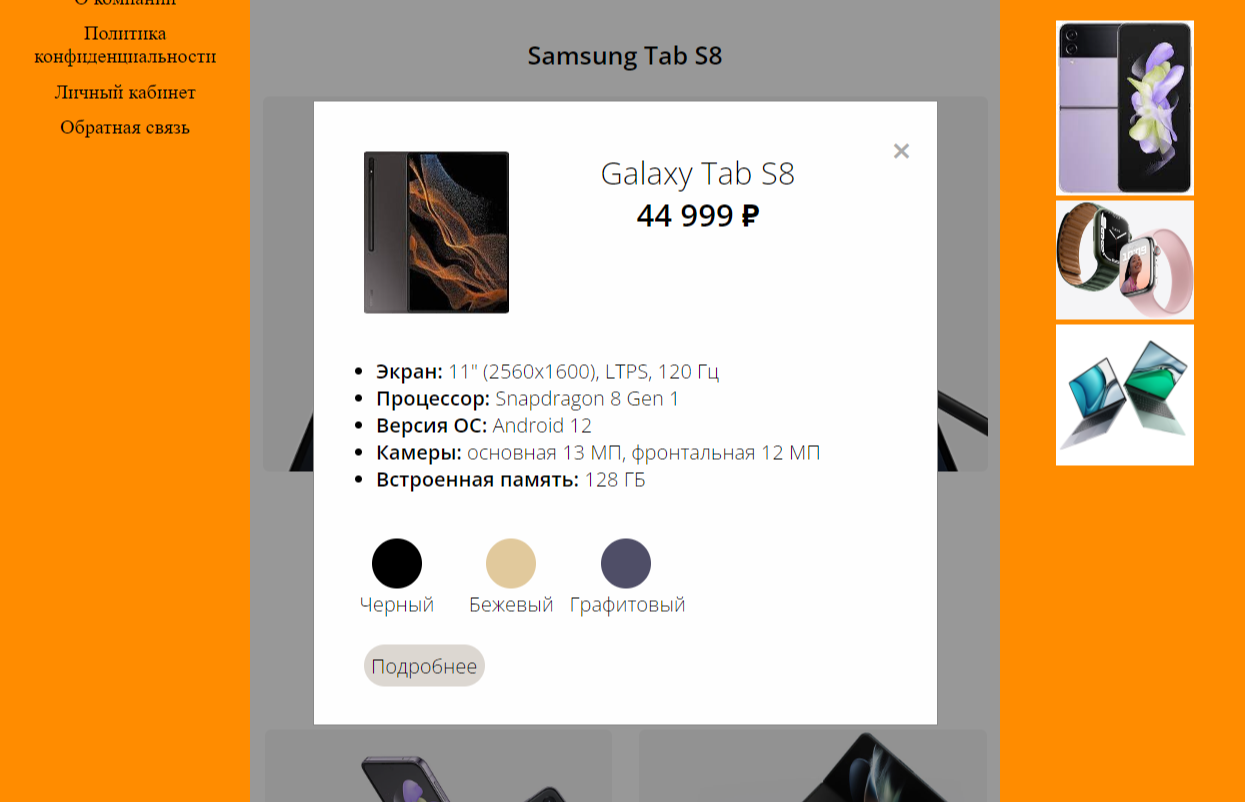 О компании
Политика
конфиденциальности
Личный кабинет
Обратная связь
Samsung Tab S8
×
Galaxy Tab S8
44 999 ₽
Экран: 11" (2560x1600), LTPS, 120 Гц
Процессор: Snapdragon 8 Gen 1
Версия ОС: Android 12
Камеры: основная 13 МП, фронтальная 12 МП
Встроенная память: 128 ГБ
Черный Бежевый Графитовый
Подробнее